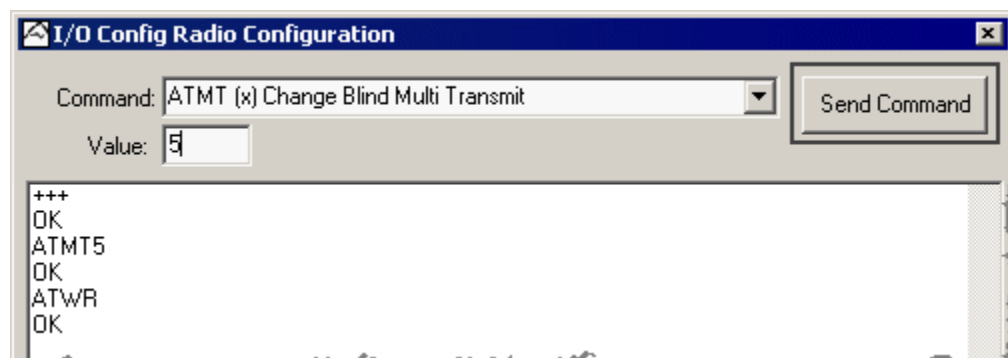 I/O Config Radio Configuration
Command: ATMT (x) Change Blind Multi Transmit
Send Command
Value: 5
+++
OK
ATMT5
OK
ATWR
OK